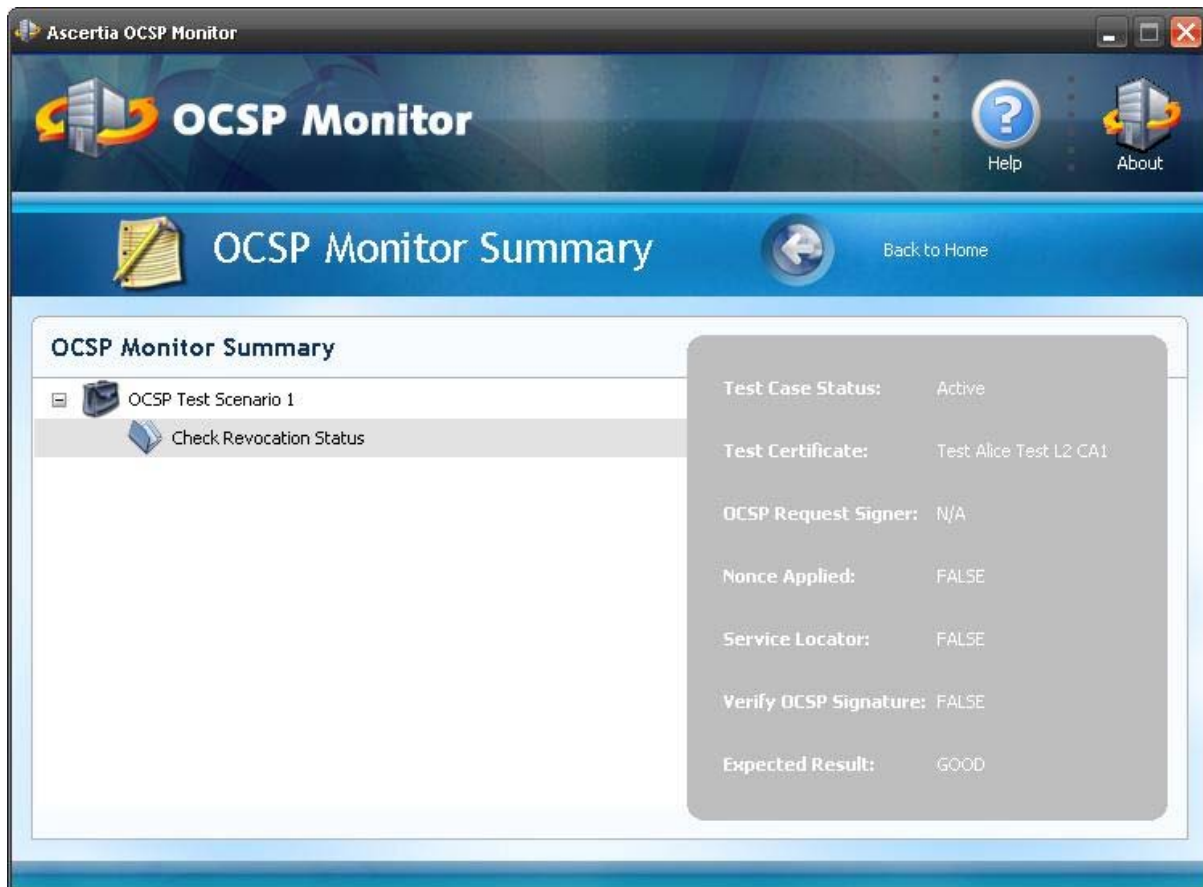 Ascertia OCSP Monitor
OCSP Monitor
Help
About
OCSP Monitor Summary
Back to Home
OCSP Monitor Summary
OCSP Test Scenario 1
Check Revocation Status
Test Case Status: Active
Test Certificate: Test Alice Test L2 CA1
OCSP Request Signer: N/A
Nonce Applied: FALSE
Service Locator: FALSE
Verify OCSP Signature: FALSE
Expected Result: GOOD